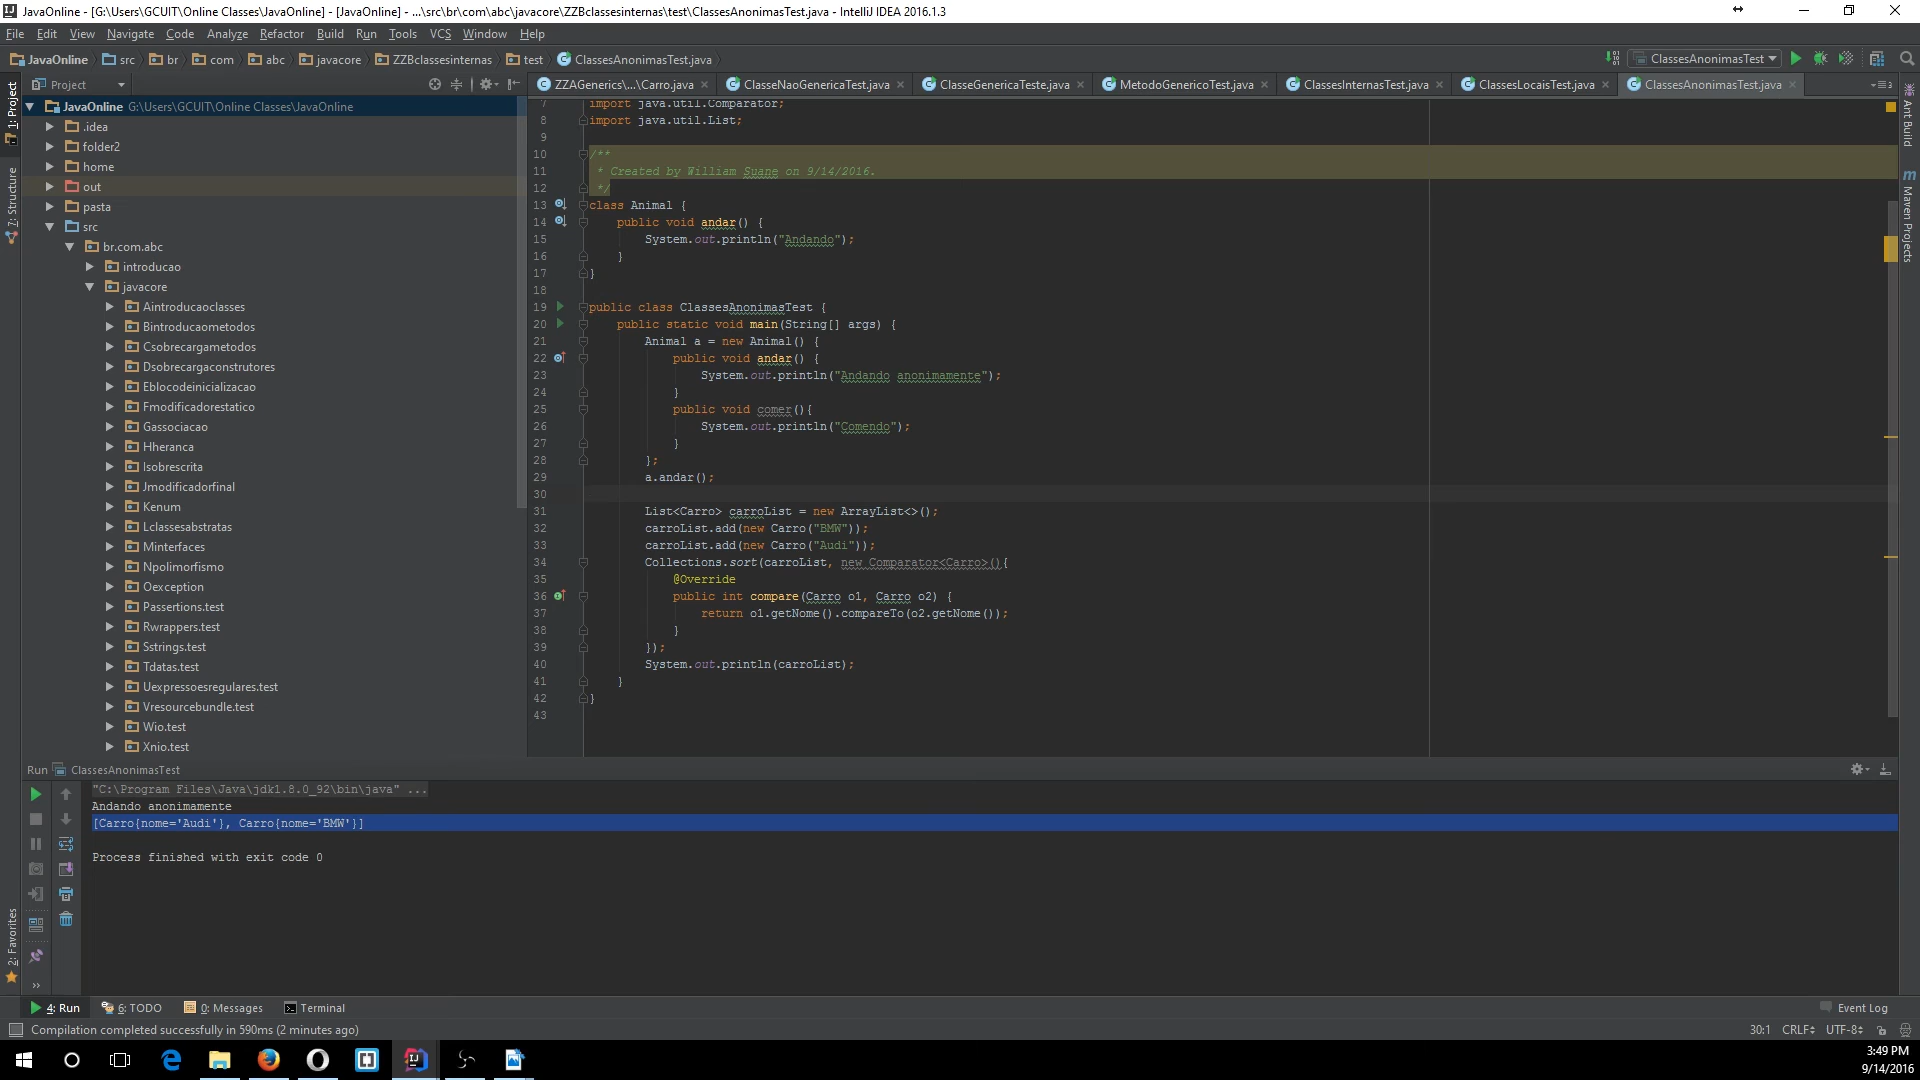 JavaOnline - [G:\Users\GCUIT\Online Classes\JavaOnline] - [JavaOnline] - ...\src\br\com\abc\javacore\ZZBclassesinternas\test\ClassesAnonimasTest.java - IntelliJ IDEA 2016.1.3
File Edit View Navigate Code Analyze Refactor Build Run Tools VCS Window Help
JavaOnline src br com abc javacore ZZBclassesinternas test ClassesAnonimasTest.java ClassesAnonimasTest
Project
ZZAGenerics\...\Carro.java ClasseNaoGenericaTest.java ClasseGenericaTeste.java MetodoGenericoTest.java ClassesInternasTest.java ClassesLocaisTest.java ClassesAnonimasTest.java
1: Project
7: Structure
2: Favorites
Ant Build
Maven Projects
JavaOnline G:\Users\GCUIT\Online Classes\JavaOnline
.idea
folder2
home
out
pasta
src
br.com.abc
introducao
javacore
Aintroducaoclasses
Bintroducaometodos
Csobrecargametodos
Dsobrecargaconstrutores
Eblocodeinicializacao
Fmodificadorestatico
Gassociacao
Hheranca
Isobrescrita
Jmodificadorfinal
Kenum
Lclassesabstratas
Minterfaces
Npolimorfismo
Oexception
Passertions.test
Rwrappers.test
Sstrings.test
Tdatas.test
Uexpressoesregulares.test
Vresourcebundle.test
Wio.test
Xnio.test
7 import java.util.Comparator;
8 import java.util.List;
9
10 /**
11 * Created by William Suane on 9/14/2016.
12 */
13 class Animal {
14 public void andar() {
15 System.out.println("Andando");
16 }
17 }
18
19 public class ClassesAnonimasTest {
20 public static void main(String[] args) {
21 Animal a = new Animal() {
22 public void andar() {
23 System.out.println("Andando anonimamente");
24 }
25 public void comer(){
26 System.out.println("Comendo");
27 }
28 };
29 a.andar();
30
31 List<Carro> carroList = new ArrayList<>();
32 carroList.add(new Carro("BMW"));
33 carroList.add(new Carro("Audi"));
34 Collections.sort(carroList, new Comparator<Carro>(){
35 @Override
36 public int compare(Carro o1, Carro o2) {
37 return o1.getNome().compareTo(o2.getNome());
38 }
39 });
40 System.out.println(carroList);
41 }
42 }
43
Run ClassesAnonimasTest
"C:\Program Files\Java\jdk1.8.0_92\bin\java" ...
Andando anonimamente
[Carro{nome='Audi'}, Carro{nome='BMW'}]
Process finished with exit code 0
4: Run 6: TODO 0: Messages Terminal Event Log
Compilation completed successfully in 590ms (2 minutes ago) 30:1 CRLF UTF-8
3:49 PM
9/14/2016